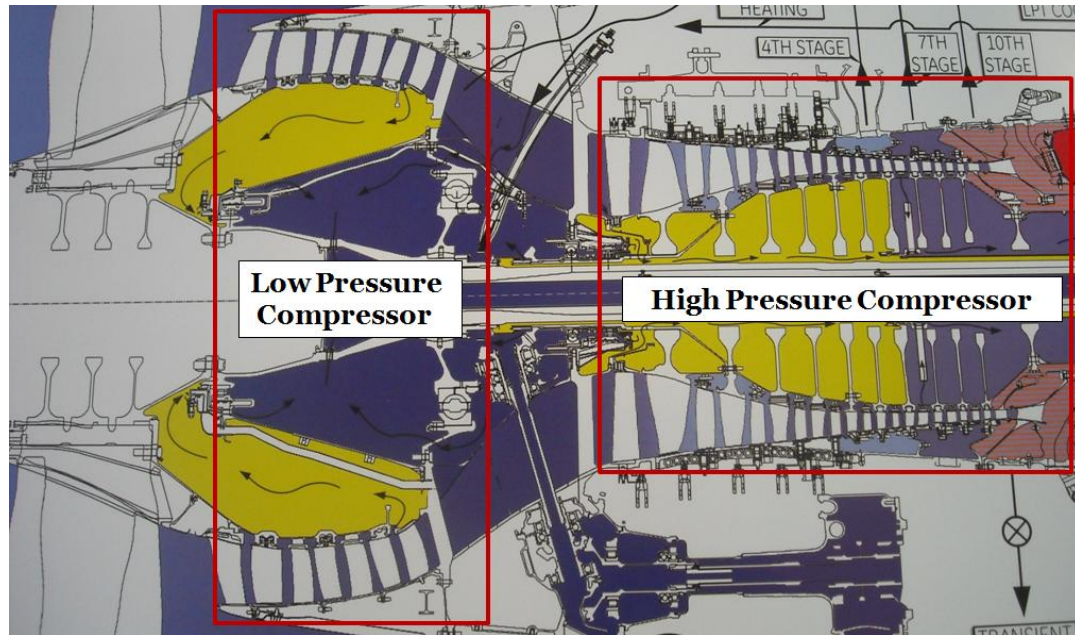 HEATING
LPT CO
4TH STAGE
7TH
STAGE
10TH
STAGE
Low Pressure
Compressor
High Pressure Compressor
TRANSIENT